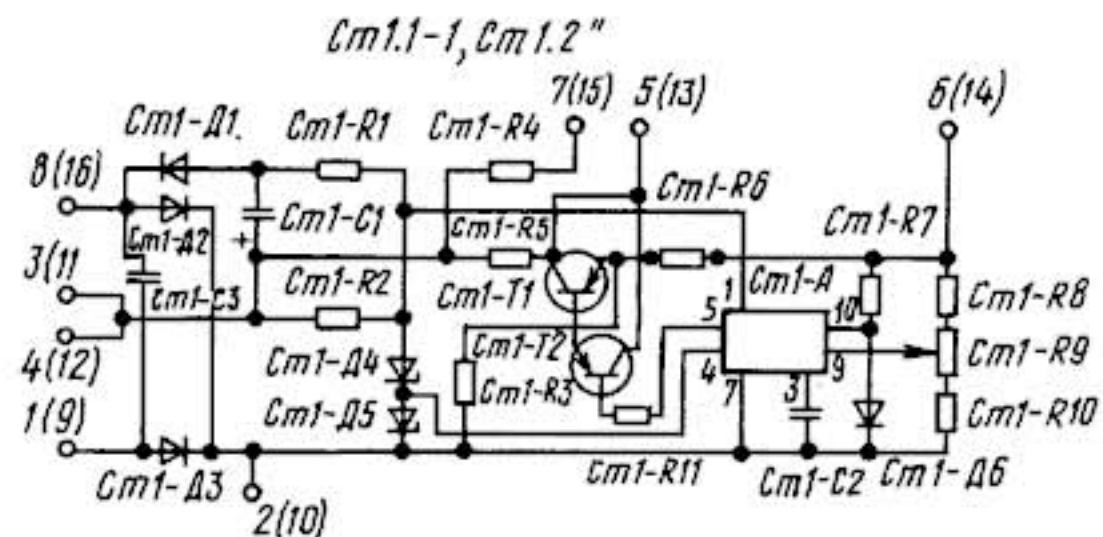 Ст1.1-1, Ст1.2"
7(15)
5(13)
6(14)
Ст1-Д1.
Ст1-R1
Ст1-R4
8(16)
Ст1-R6
Ст1-C1
Ст1-R7
+
Ст1-R5
Ст1-Д2
3(11
Ст1-R2
Ст1-C3
Ст1-T1
Ст1-A
1
10
Ст1-R8
5
4(12)
Ст1-Д4
Ст1-T2
4
7
3
9
Ст1-R9
Ст1-R3
1(9)
Ст1-Д5
Ст1-R10
Ст1-Д3
Ст1-R11
Ст1-C2
Ст1-Д6
2(10)